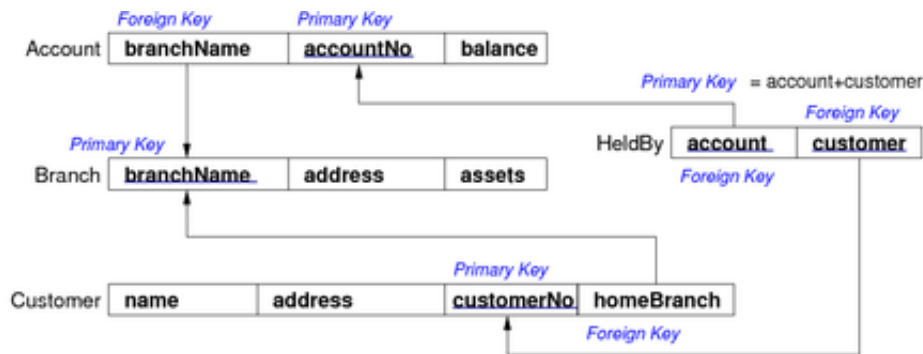 Foreign Key Primary Key
Account branchName accountNo balance
Primary Key = account+customer
Foreign Key
Primary Key
HeldBy account customer
Branch branchName address assets
Foreign Key
Primary Key
Customer name address customerNo homeBranch
Foreign Key